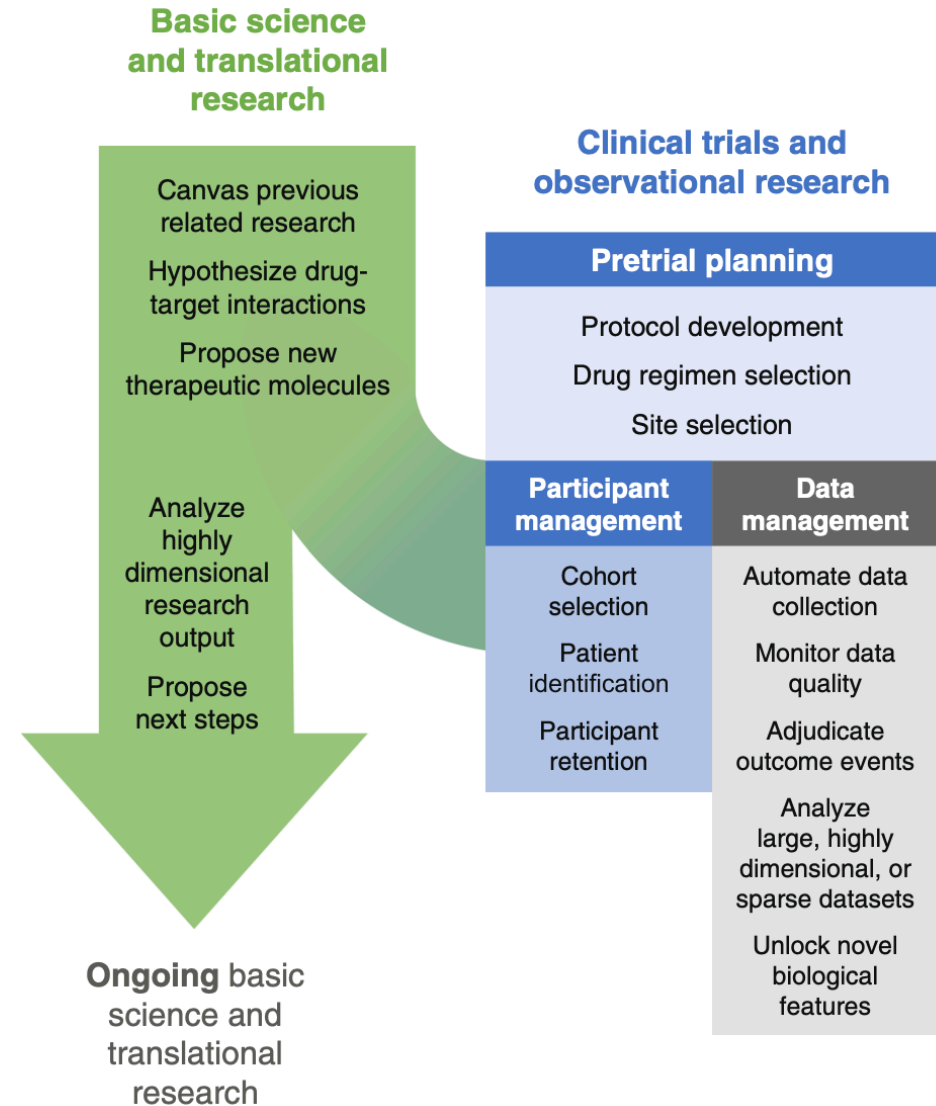 Basic science
and translational
research
Canvas previous
related research
Hypothesize drug-
target interactions
Propose new
therapeutic molecules
Analyze
highly
dimensional
research
output
Propose
next steps
Ongoing basic
science and
translational
research
Clinical trials and
observational research
Pretrial planning
Protocol development
Drug regimen selection
Site selection
Participant
management
Cohort
selection
Patient
identification
Participant
retention
Data
management
Automate data
collection
Monitor data
quality
Adjudicate
outcome events
Analyze
large, highly
dimensional, or
sparse datasets
Unlock novel
biological
features